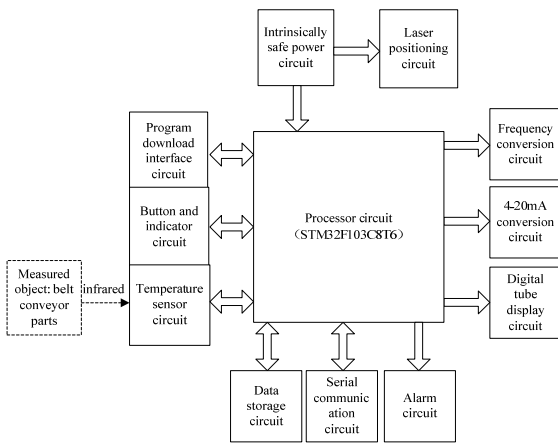 Intrinsically
safe power
circuit
Laser
positioning
circuit
Program
download
interface
circuit
Button and
indicator
circuit
Temperature
sensor
circuit
Measured
object: belt
conveyor
parts
infrared
Processor circuit
(STM32F103C8T6)
Frequency
conversion
circuit
4-20mA
conversion
circuit
Digital
tube
display
circuit
Data
storage
circuit
Serial
communic
ation
circuit
Alarm
circuit